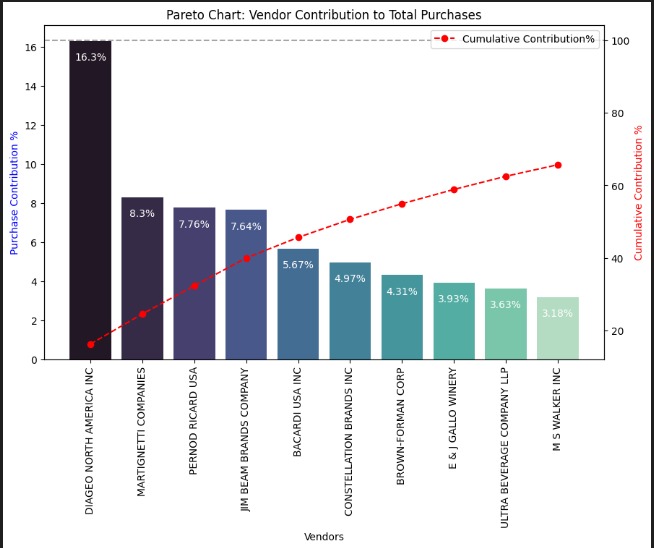 Pareto Chart: Vendor Contribution to Total Purchases
Cumulative Contribution%
Purchase Contribution %
16
14
12
10
8
6
4
2
0
16.3%
8.3%
7.76%
7.64%
5.67%
4.97%
4.31%
3.93%
3.63%
3.18%
100
80
60
40
20
Cumulative Contribution %
DIAGEO NORTH AMERICA INC
MARTIGNETTI COMPANIES
PERNOD RICARD USA
JIM BEAM BRANDS COMPANY
BACARDI USA INC
CONSTELLATION BRANDS INC
BROWN-FORMAN CORP
E & J GALLO WINERY
ULTRA BEVERAGE COMPANY LLP
M S WALKER INC
Vendors